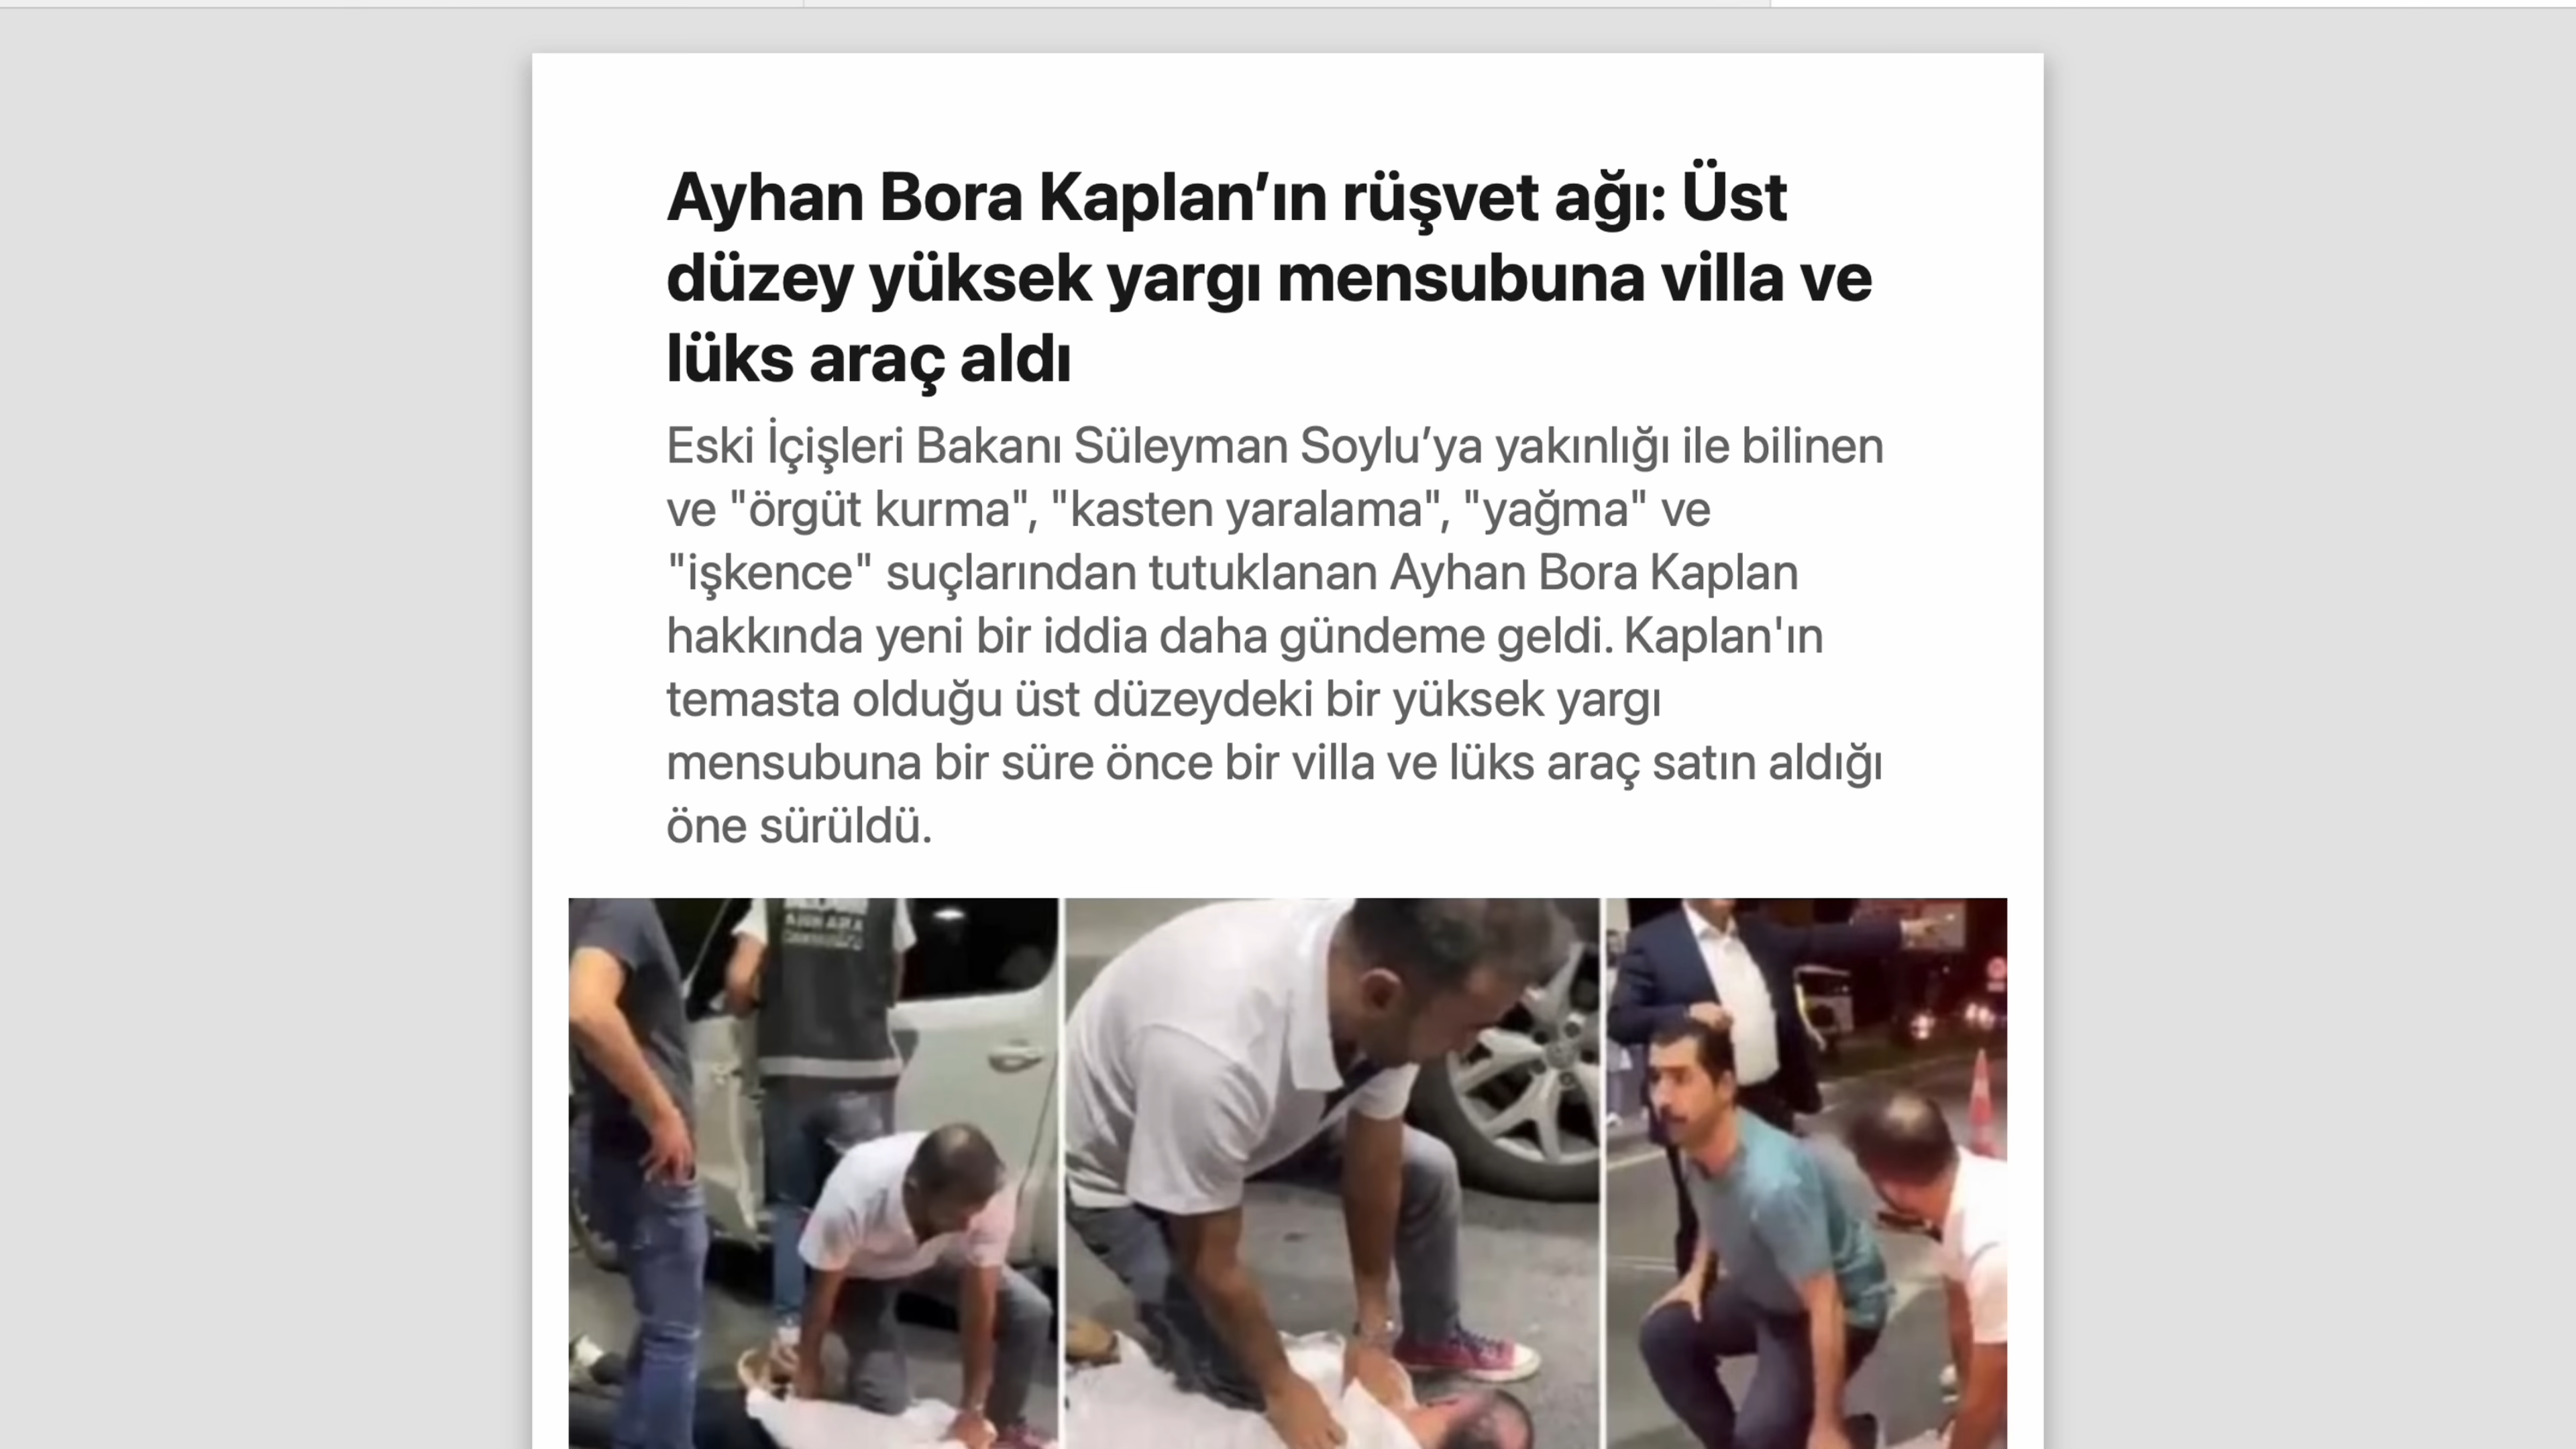 Ayhan Bora Kaplan’ın rüşvet ağı: Üst
düzey yüksek yargı mensubuna villa ve
lüks araç aldı
Eski İçişleri Bakanı Süleyman Soylu’ya yakınlığı ile bilinen
ve "örgüt kurma", "kasten yaralama", "yağma" ve
"işkence" suçlarından tutuklanan Ayhan Bora Kaplan
hakkında yeni bir iddia daha gündeme geldi. Kaplan'ın
temasta olduğu üst düzeydeki bir yüksek yargı
mensubuna bir süre önce bir villa ve lüks araç satın aldığı
öne sürüldü.
ANKARA